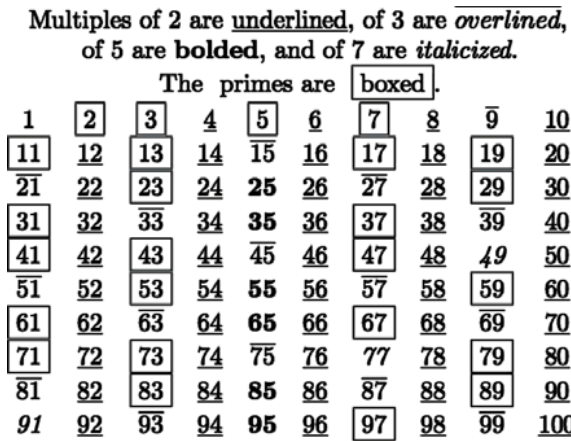 Multiples of 2 are underlined, of 3 are overlined,
of 5 are bolded, and of 7 are italicized.
The primes are boxed.
1 2 3 4 5 6 7 8 9 10
11 12 13 14 15 16 17 18 19 20
21 22 23 24 25 26 27 28 29 30
31 32 33 34 35 36 37 38 39 40
41 42 43 44 45 46 47 48 49 50
51 52 53 54 55 56 57 58 59 60
61 62 63 64 65 66 67 68 69 70
71 72 73 74 75 76 77 78 79 80
81 82 83 84 85 86 87 88 89 90
91 92 93 94 95 96 97 98 99 100